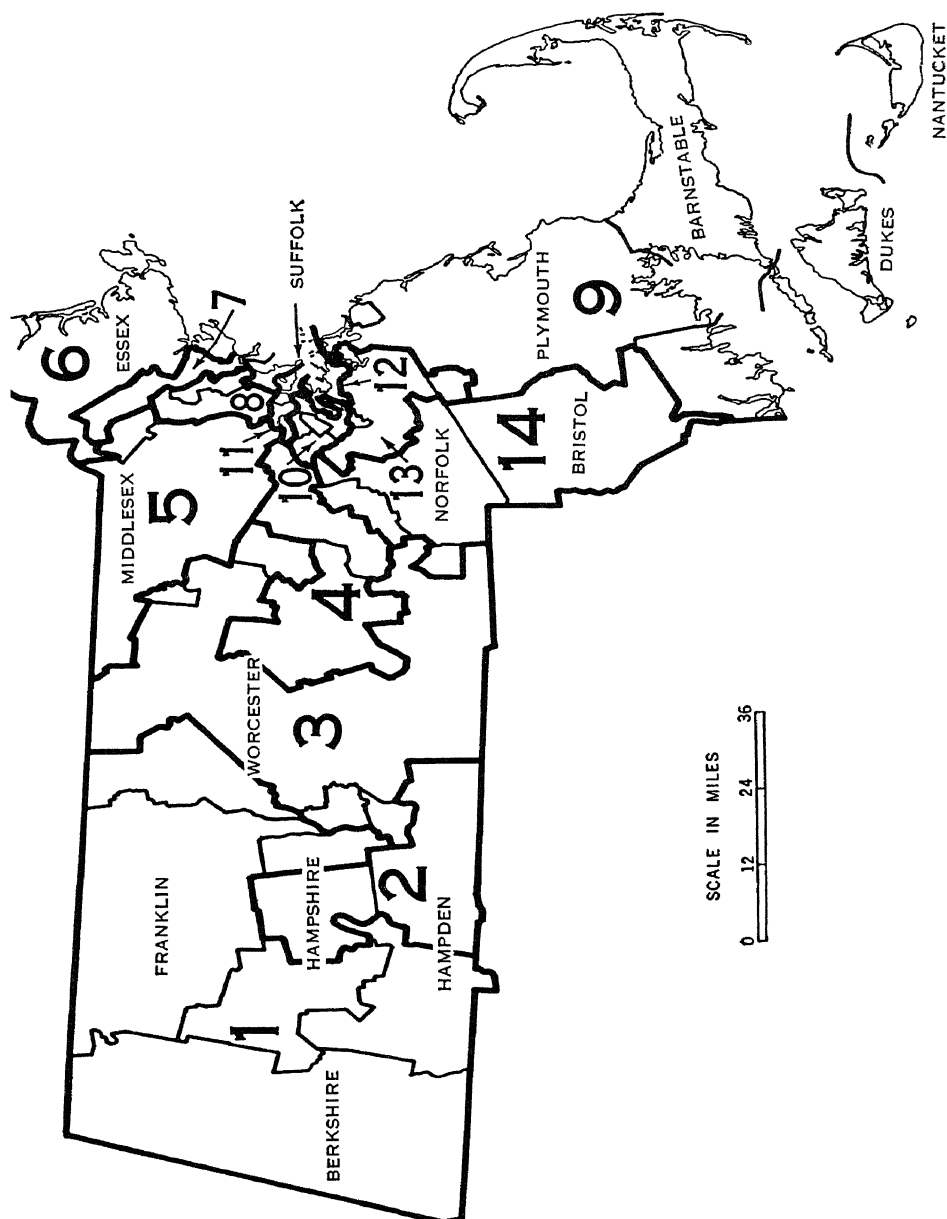 6
ESSEX
7
MIDDLESEX
5
8
SUFFOLK
11
10
12
13
NORFOLK
4
FRANKLIN
WORCESTER
3
1
HAMPSHIRE
2
HAMPDEN
BERKSHIRE
14
BRISTOL
PLYMOUTH
9
BARNSTABLE
DUKES
NANTUCKET
SCALE IN MILES
0 12 24 36